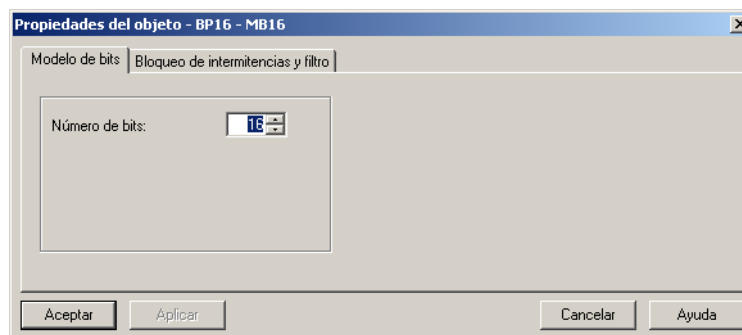 Propiedades del objeto - BP16 - MB16
Modelo de bits
Bloqueo de intermitencias y filtro
Número de bits:
16
Aceptar
Aplicar
Cancelar
Ayuda